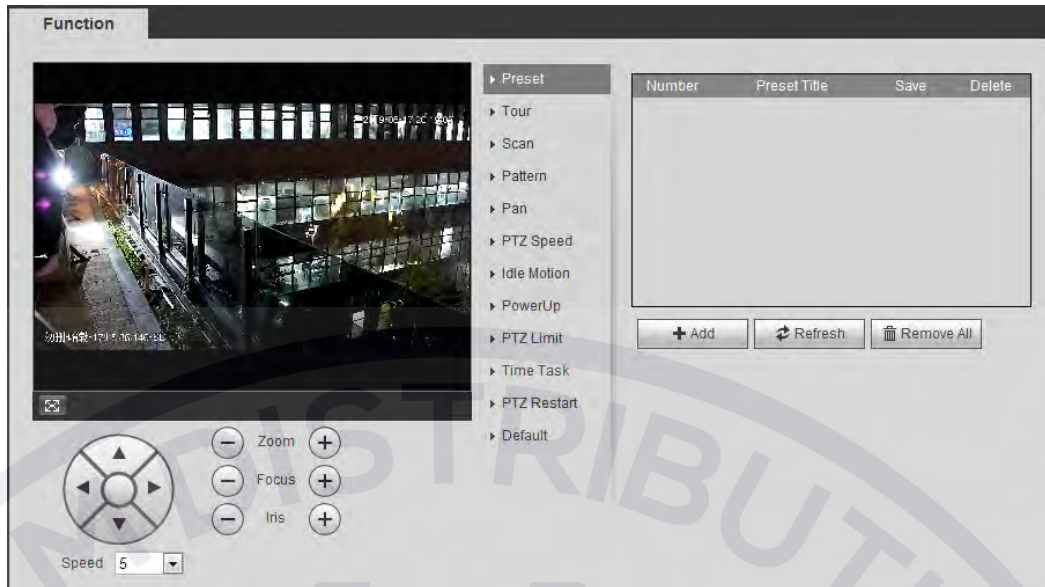 Function
Preset
Tour
Scan
Pattern
Pan
PTZ Speed
Idle Motion
PowerUp
PTZ Limit
Time Task
PTZ Restart
Default
Number Preset Title Save Delete
Add Refresh Remove All
Zoom
Focus
Iris
Speed 5
DISTRIBUT